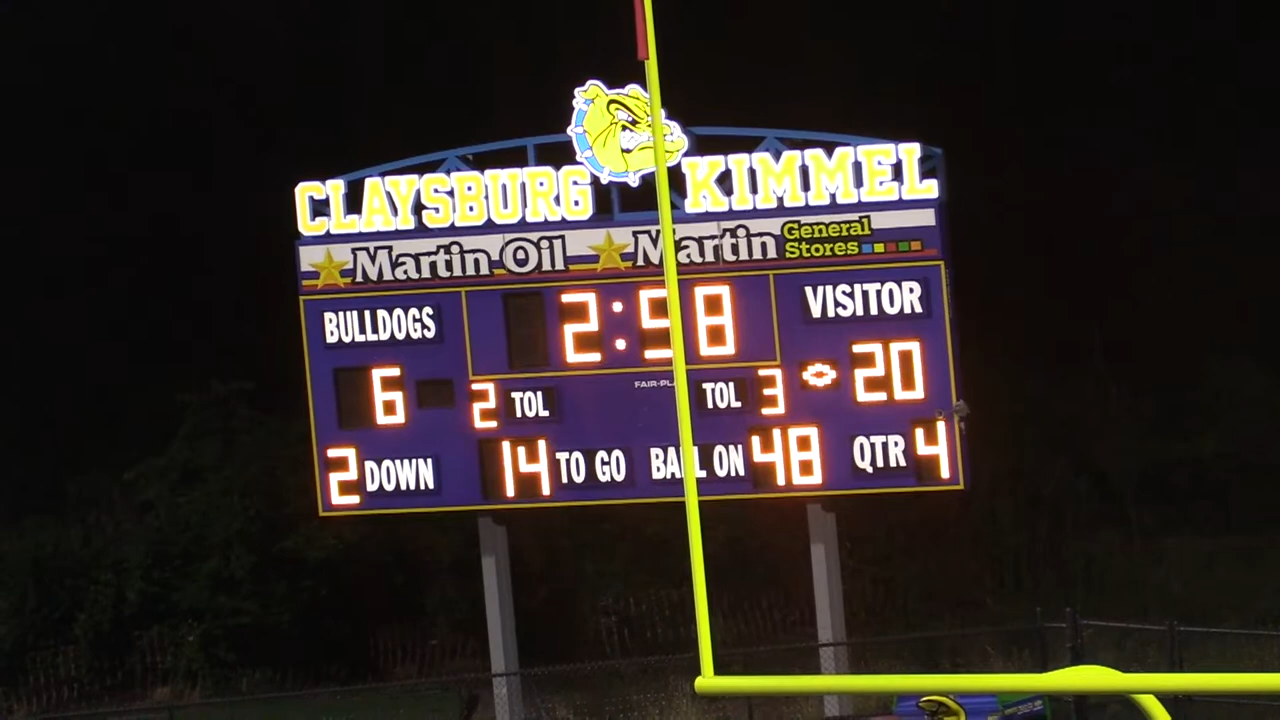 CLAYSBURG KIMMEL
Martin Oil Martin General Stores
BULLDOGS 2:58 VISITOR
6 2 TOL FAIR-PLA TOL 3 20
2 DOWN 14 TO GO BALL ON 48 QTR 4